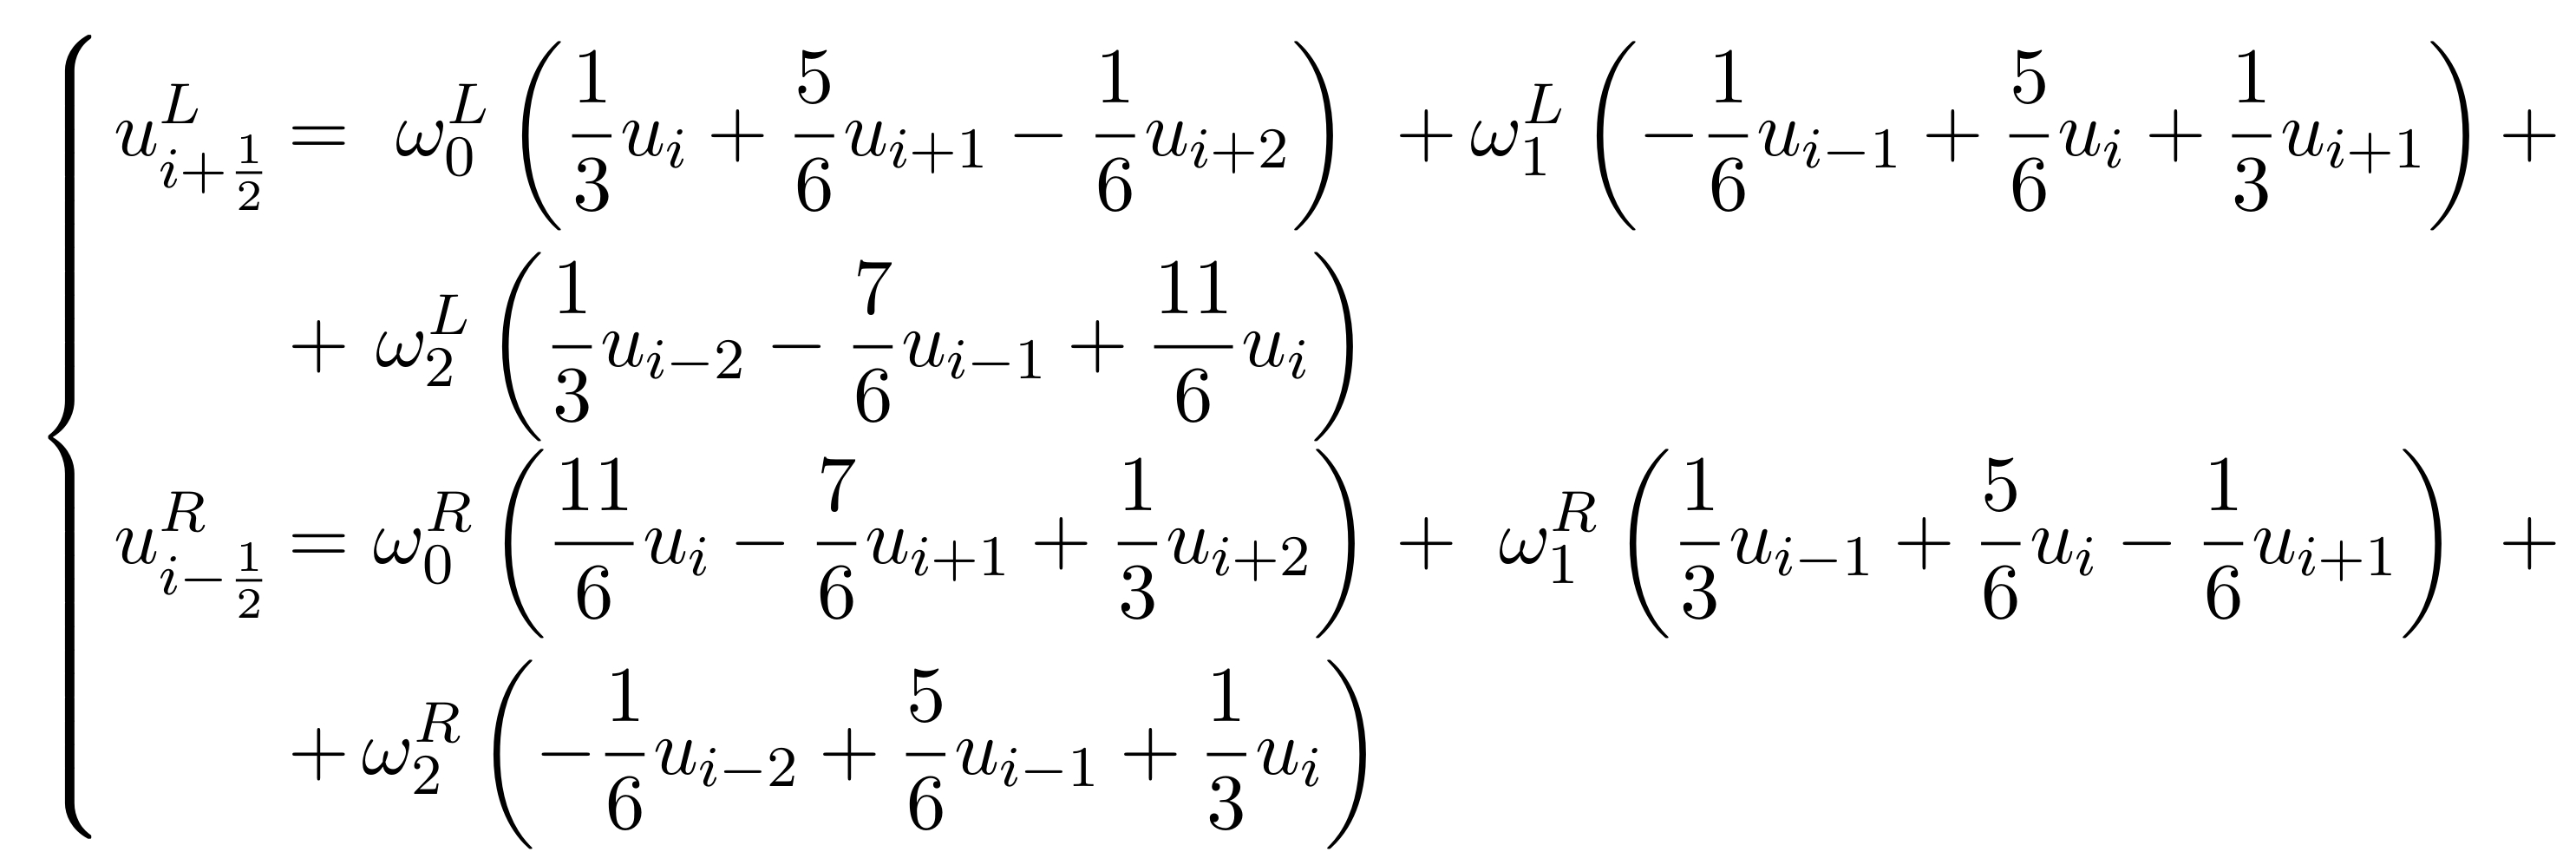 $u^L_{i+\frac{1}{2}} = \omega^L_0 \left( \frac{1}{3}u_i + \frac{5}{6}u_{i+1} - \frac{1}{6}u_{i+2} \right) + \omega^L_1 \left( -\frac{1}{6}u_{i-1} + \frac{5}{6}u_i + \frac{1}{3}u_{i+1} \right) +$
$+ \omega^L_2 \left( \frac{1}{3}u_{i-2} - \frac{7}{6}u_{i-1} + \frac{11}{6}u_i \right)$
$u^R_{i-\frac{1}{2}} = \omega^R_0 \left( \frac{11}{6}u_i - \frac{7}{6}u_{i+1} + \frac{1}{3}u_{i+2} \right) + \omega^R_1 \left( \frac{1}{3}u_{i-1} + \frac{5}{6}u_i - \frac{1}{6}u_{i+1} \right) +$
$+ \omega^R_2 \left( -\frac{1}{6}u_{i-2} + \frac{5}{6}u_{i-1} + \frac{1}{3}u_i \right)$